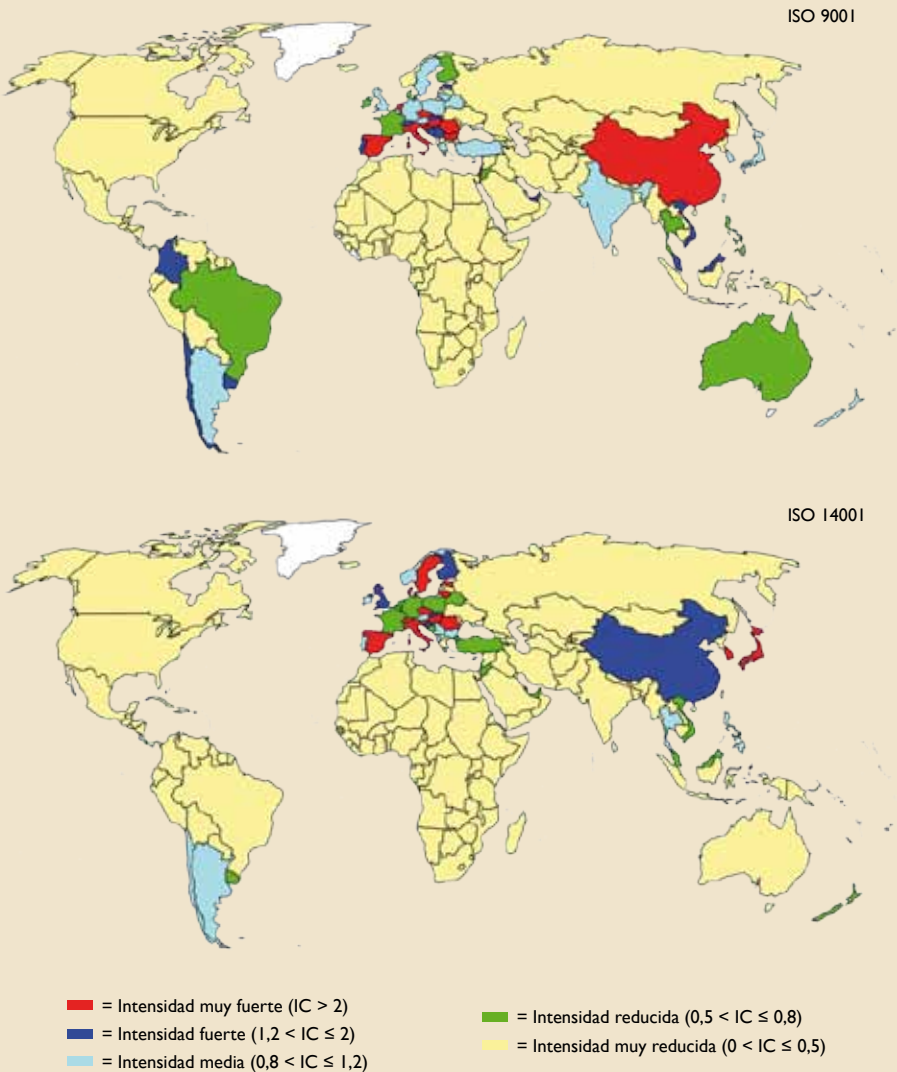 ISO 9001
ISO 14001
= Intensidad muy fuerte (IC > 2)
= Intensidad fuerte (1,2 < IC ≤ 2)
= Intensidad media (0,8 < IC ≤ 1,2)
= Intensidad reducida (0,5 < IC ≤ 0,8)
= Intensidad muy reducida (0 < IC ≤ 0,5)